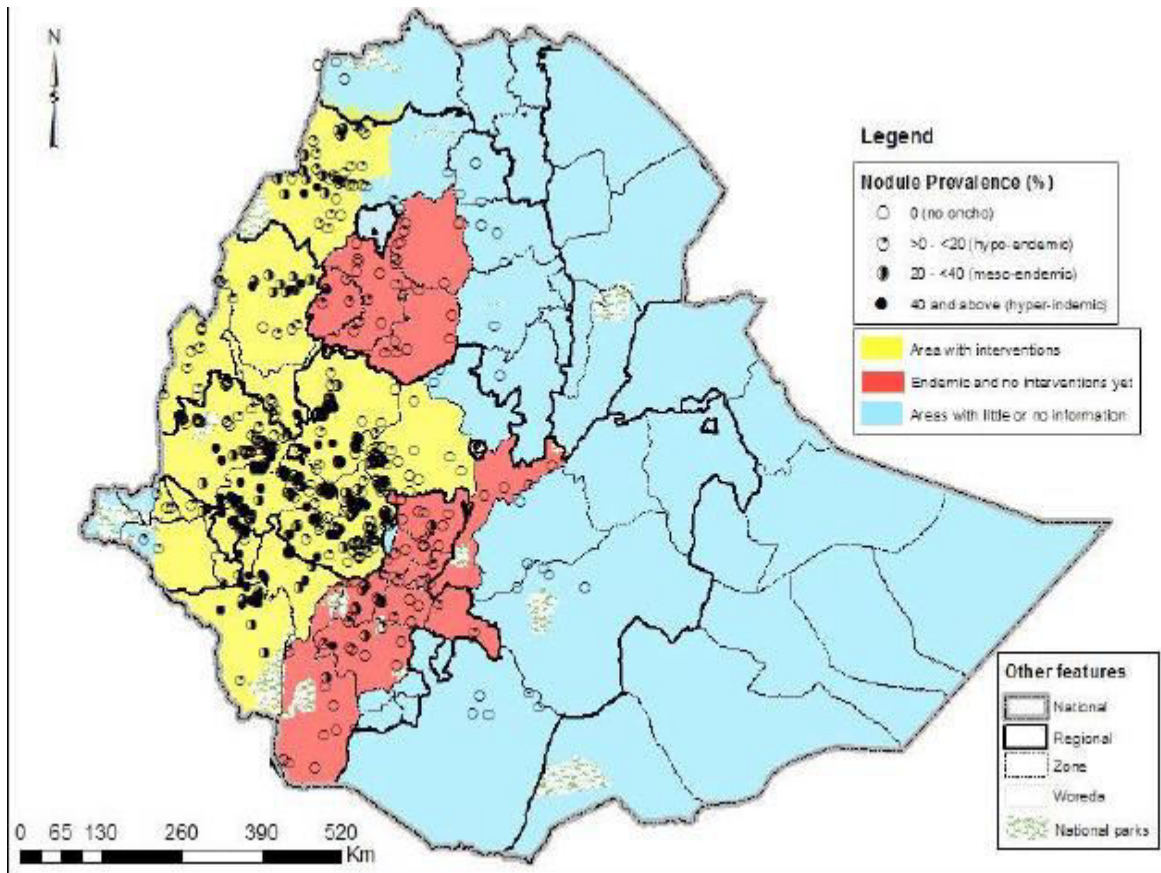 N
S
Legend
Nodule Prevalence (%)
0 (no oncho)
>0 - <20 (hypo-endemic)
20 - <40 (meso-endemic)
40 and above (hyper-indemic)
Area with interventions
Endemic and no interventions yet
Areas with little or no information
Other features
National
Regional
Zone
Woreda
National parks
0 65 130 260 390 520
Km